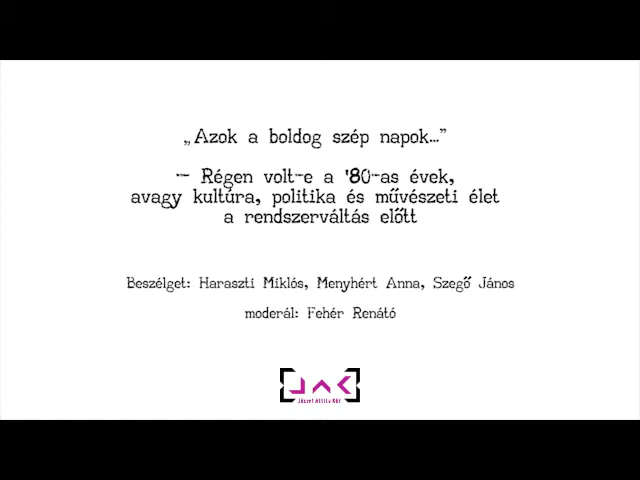 „Azok a boldog szép napok..."
– Régen volt-e a '80-as évek,
avagy kultúra, politika és művészeti élet
a rendszerváltás előtt
Beszélget: Haraszti Miklós, Menyhért Anna, Szegő János
moderál: Fehér Renátó
JAK
József Attila Kör